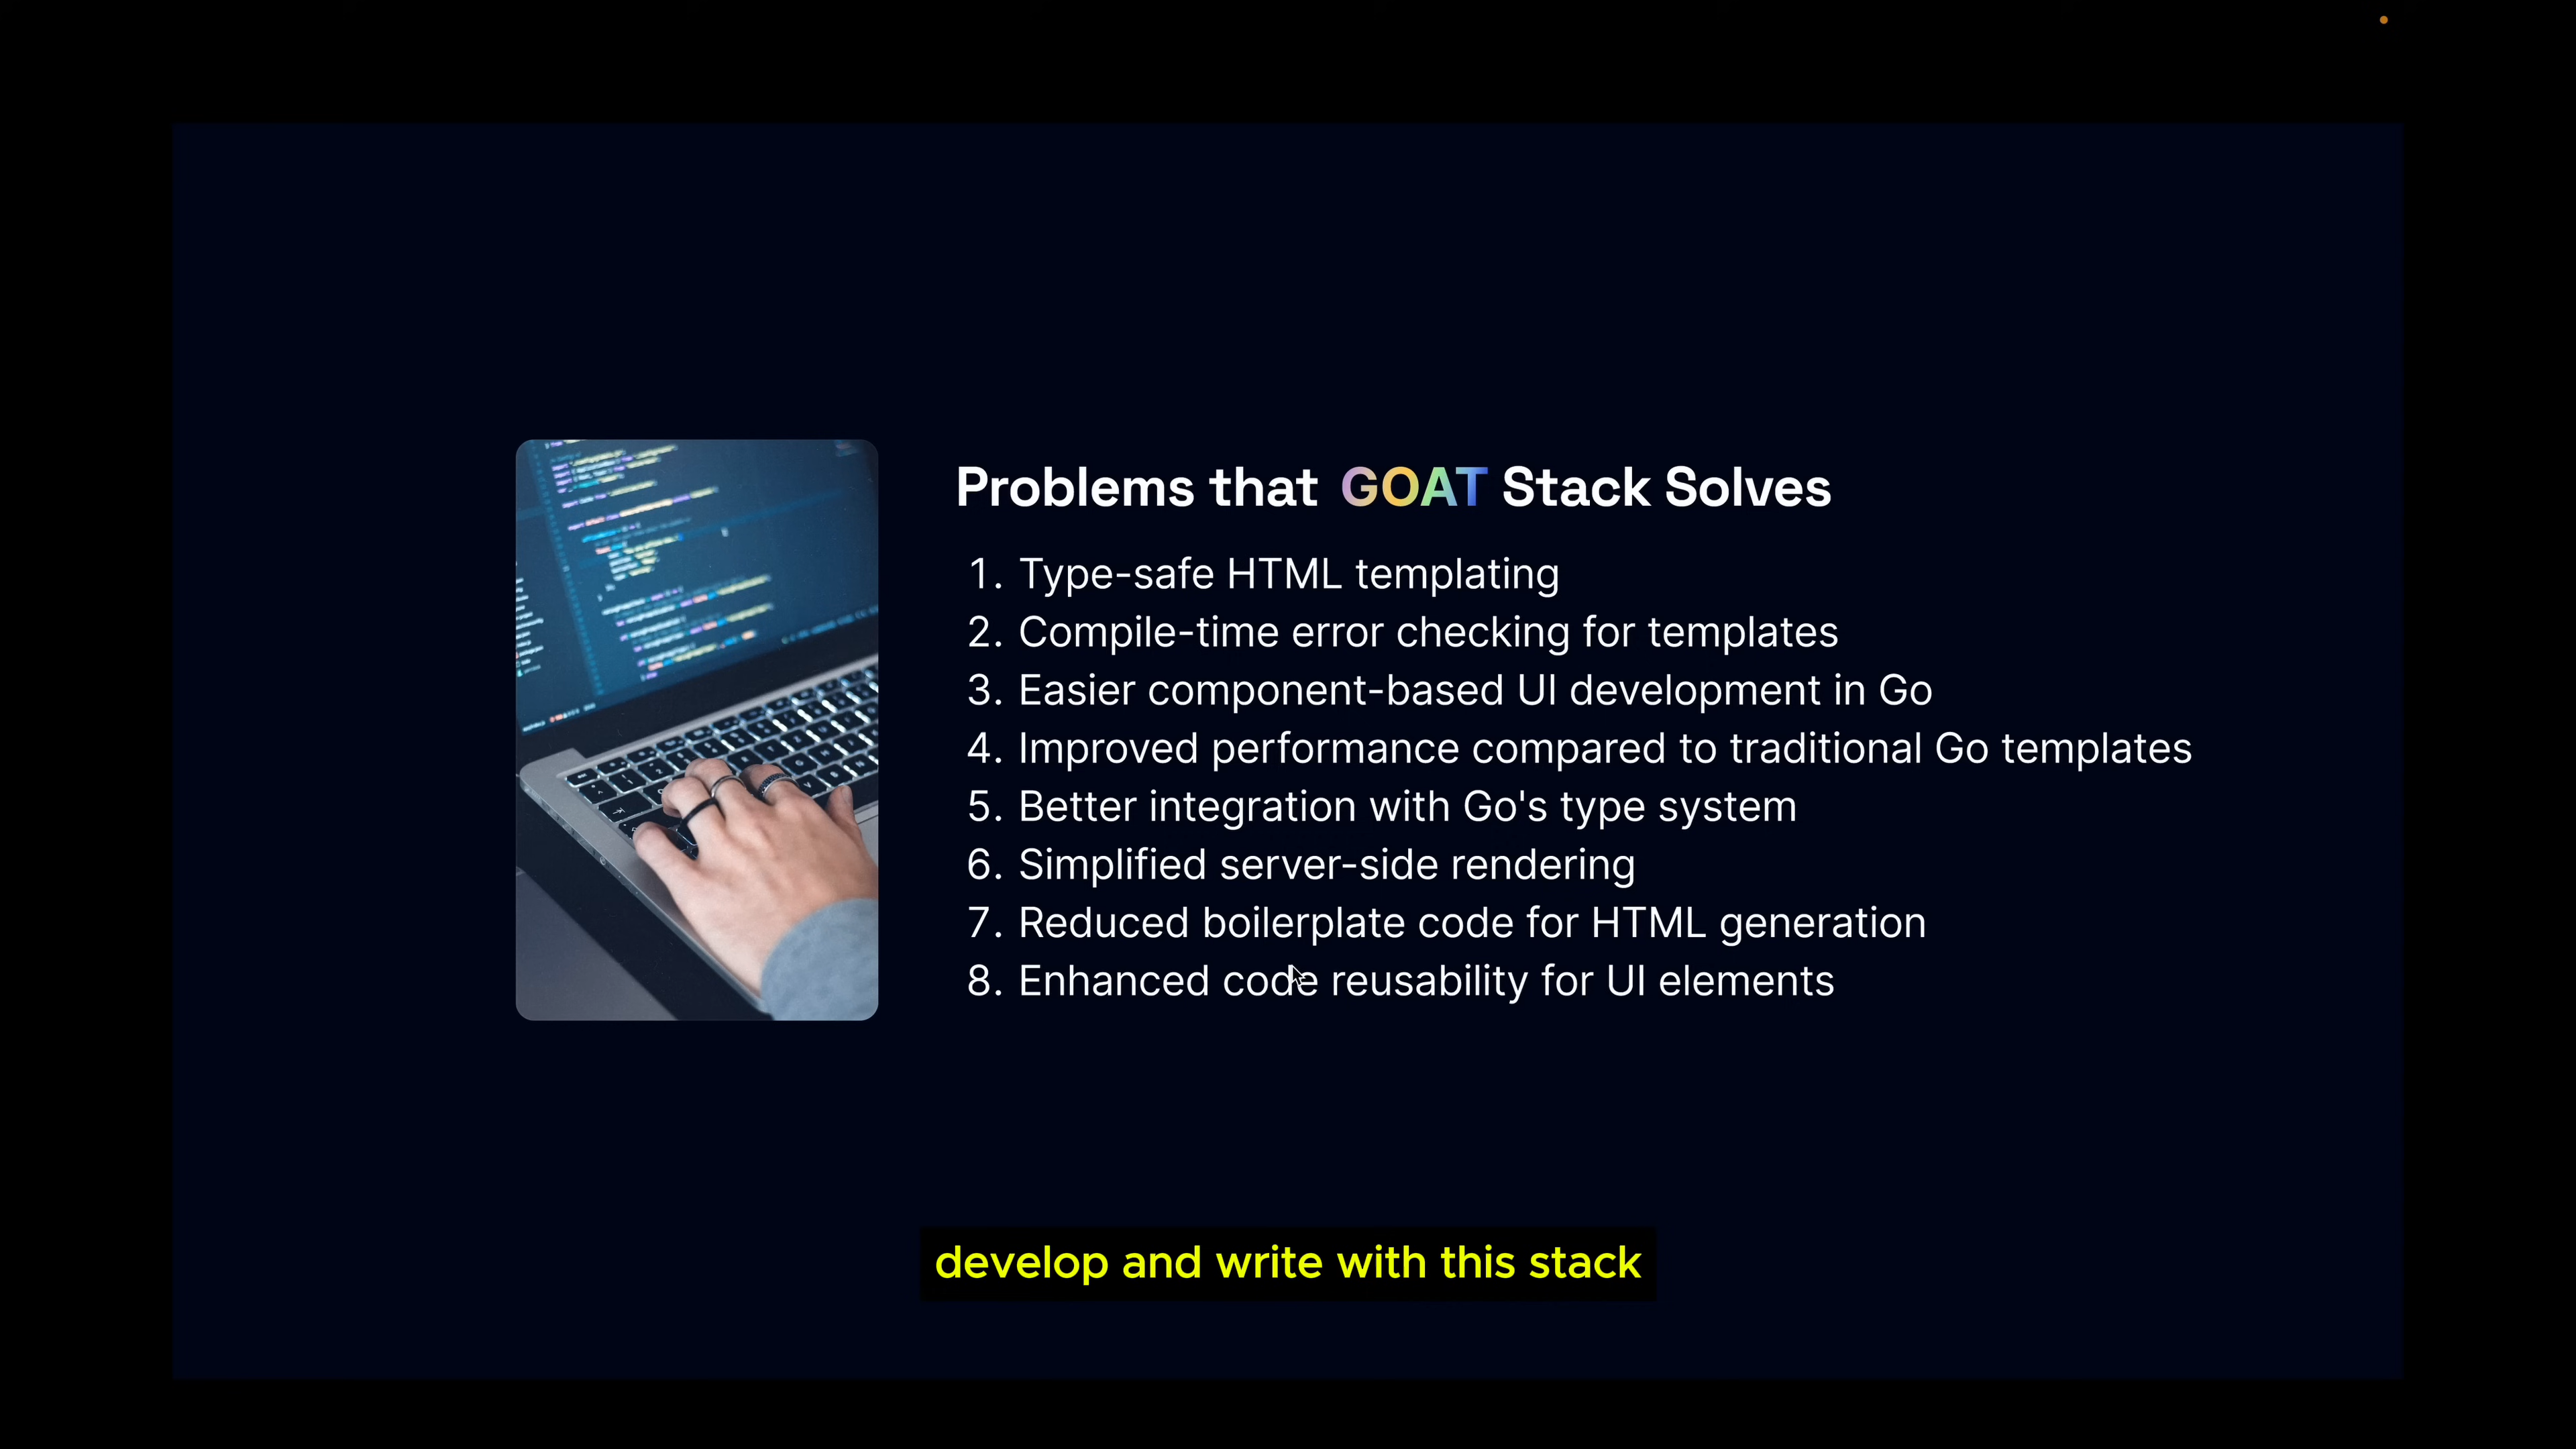 Problems that GOAT Stack Solves
1. Type-safe HTML templating
2. Compile-time error checking for templates
3. Easier component-based UI development in Go
4. Improved performance compared to traditional Go templates
5. Better integration with Go's type system
6. Simplified server-side rendering
7. Reduced boilerplate code for HTML generation
8. Enhanced code reusability for UI elements
develop and write with this stack